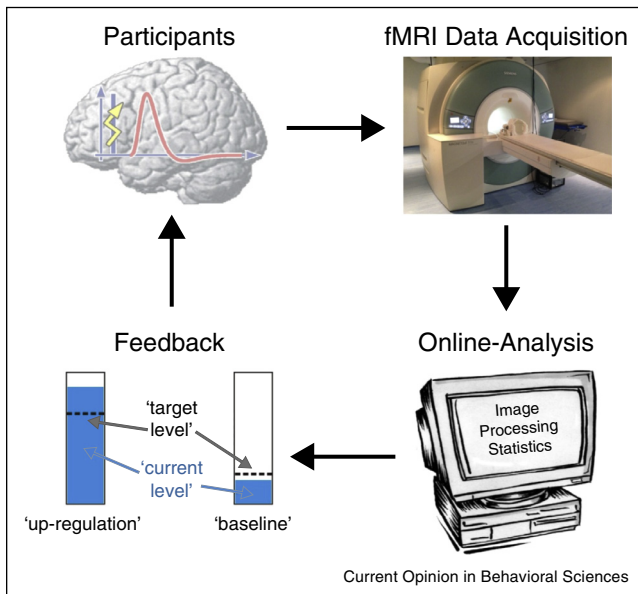 Participants
fMRI Data Acquisition
Feedback
Online-Analysis
'target
level'
'current
level'
'up-regulation'
'baseline'
Image
Processing
Statistics
Current Opinion in Behavioral Sciences